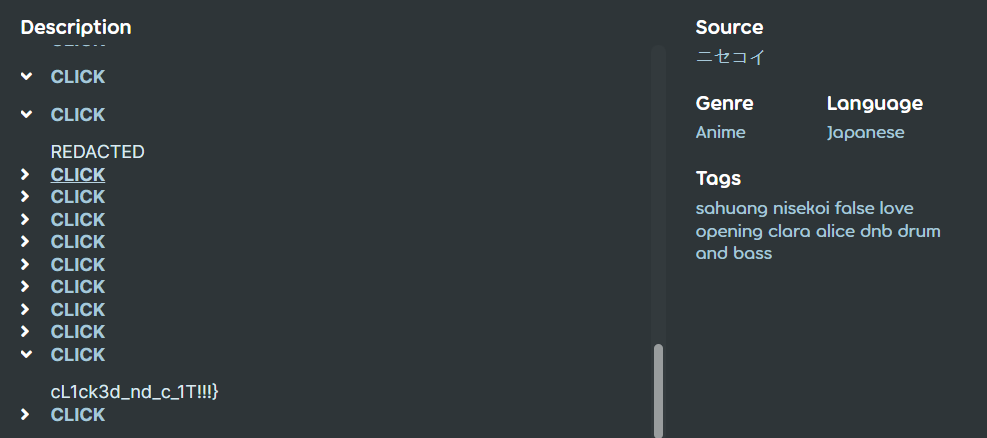 Description
CLICK
CLICK
REDACTED
CLICK
CLICK
CLICK
CLICK
CLICK
CLICK
CLICK
CLICK
CLICK
cL1ck3d_nd_c_1T!!!}
CLICK
Source
ニセコイ
Genre
Language
Anime
Japanese
Tags
sahuang nisekoi false love
opening clara alice dnb drum
and bass